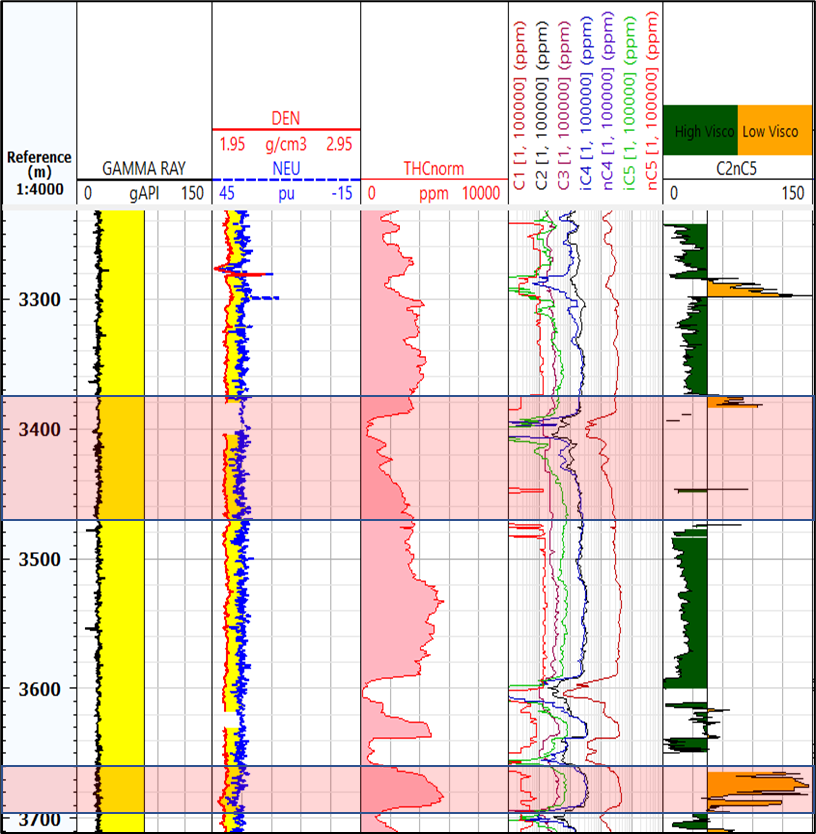 C1 [1, 100000] (ppm)
C2 [1, 100000] (ppm)
C3 [1, 100000] (ppm)
iC4 [1, 100000] (ppm)
nC4 [1, 100000] (ppm)
iC5 [1, 100000] (ppm)
nC5 [1, 100000] (ppm)
DEN
1.95 g/cm3 2.95
High Visco Low Visco
Reference
(m)
1:4000
GAMMA RAY
0 gAPI 150
NEU
45 pu -15
THCnorm
0 ppm 10000
C2nC5
0 150
3300
3400
3500
3600
3700